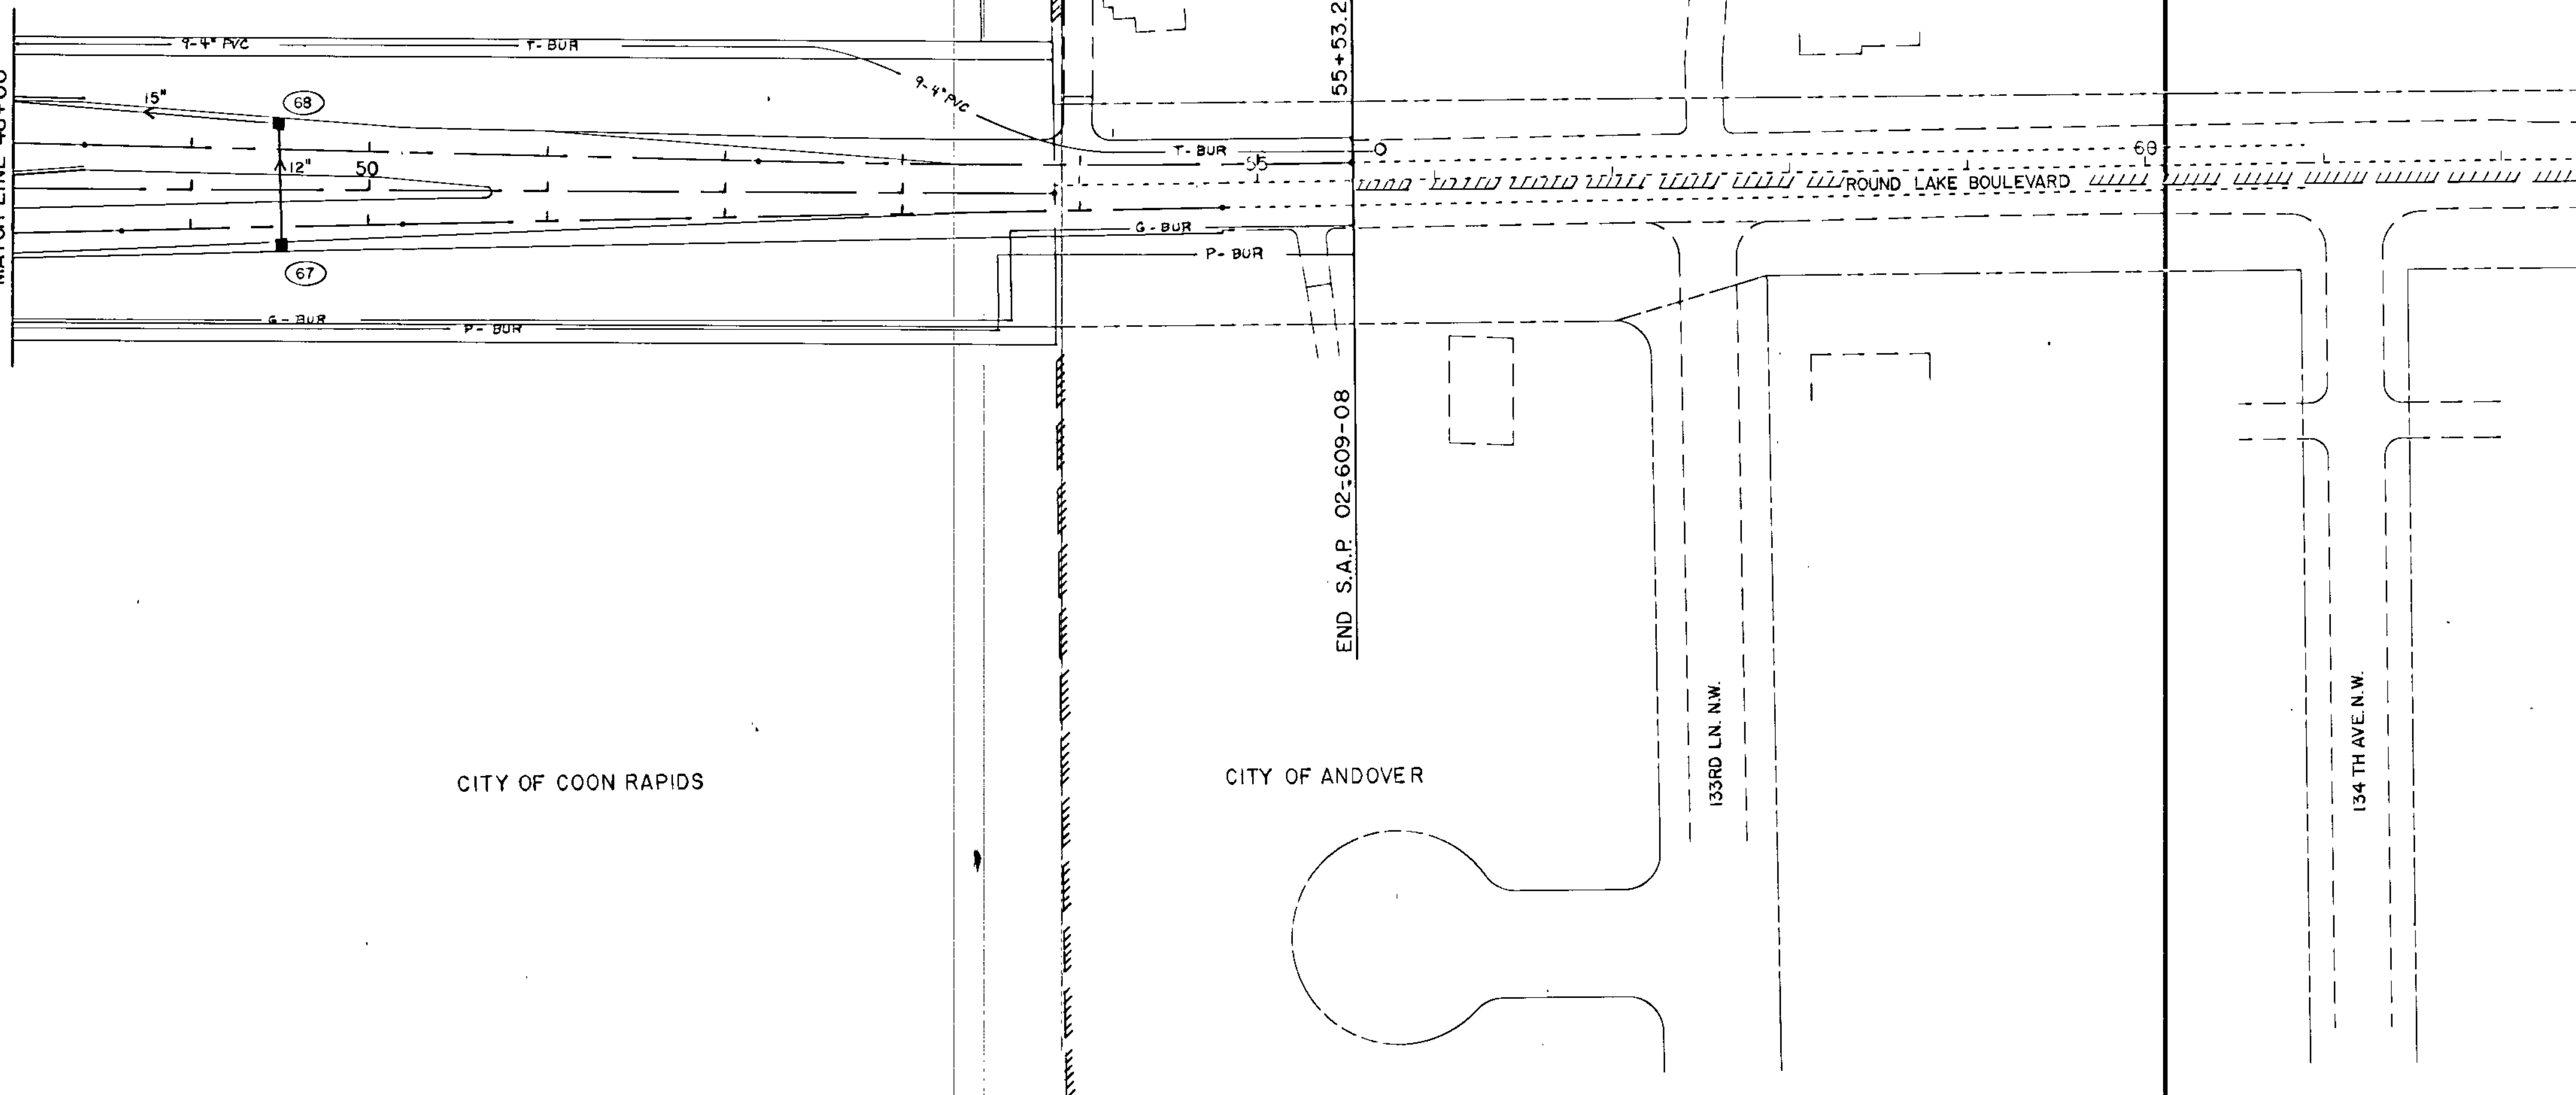 9-4" PVC
T-BUR
55+53.2
15"
68
9-4" PVC
12"
50
T-BUR
55
60
ROUND LAKE BOULEVARD
67
G-BUR
P-BUR
G-BUR
P-BUR
END S.A.P. 02-609-08
CITY OF COON RAPIDS
CITY OF ANDOVER
133RD LN. N.W.
134 TH AVE. N.W.